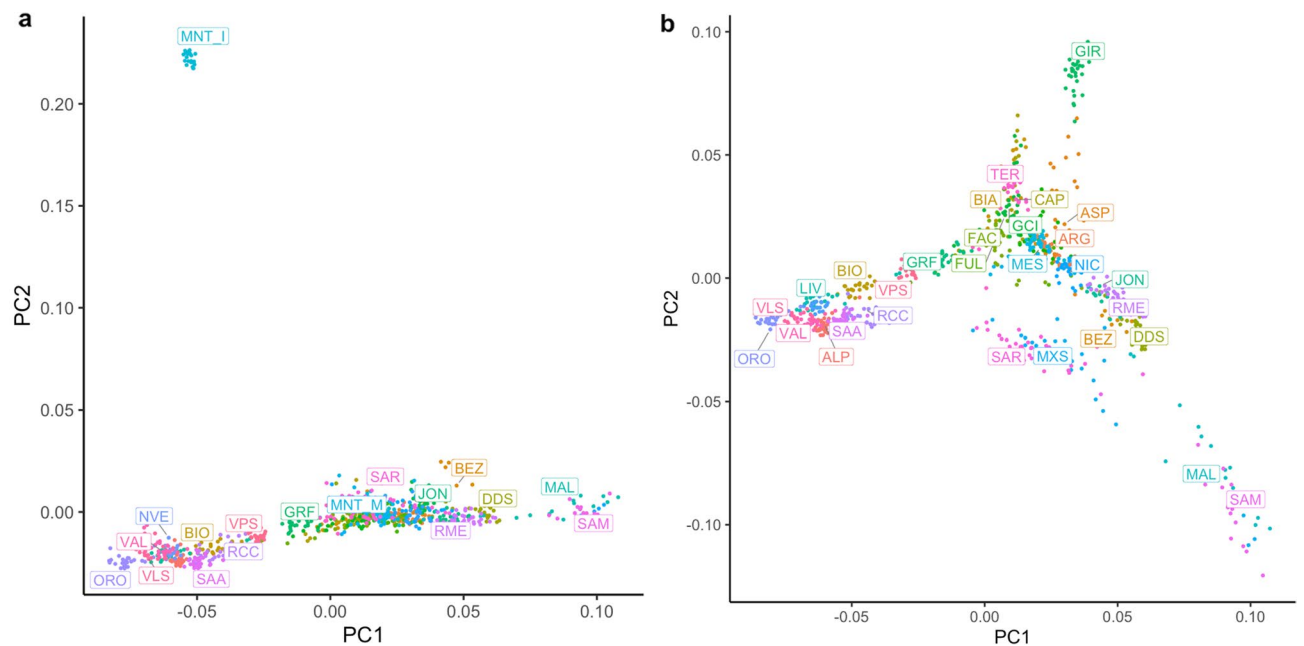 a
MNT_I
0.20
0.15
PC2
0.10
0.05
BEZ
SAR
MAL
NVE
MNT_M
JON
DDS
0.00
VPS
GRF
SAM
VAL
BIO
RME
RCC
ORO
VLS
SAA
-0.05
0.00
0.05
0.10
PC1
b
0.10
GIR
0.05
TER
BIA
CAP
ASP
GCI
FAC
ARG
GRF
FUL
MES
NIC
PC2
0.00
BIO
JON
LIV
VPS
VLS
RME
RCC
VAL
SAA
BEZ
DDS
ORO
ALP
SAR
MXS
-0.05
MAL
SAM
-0.10
-0.05
0.00
0.05
0.10
PC1